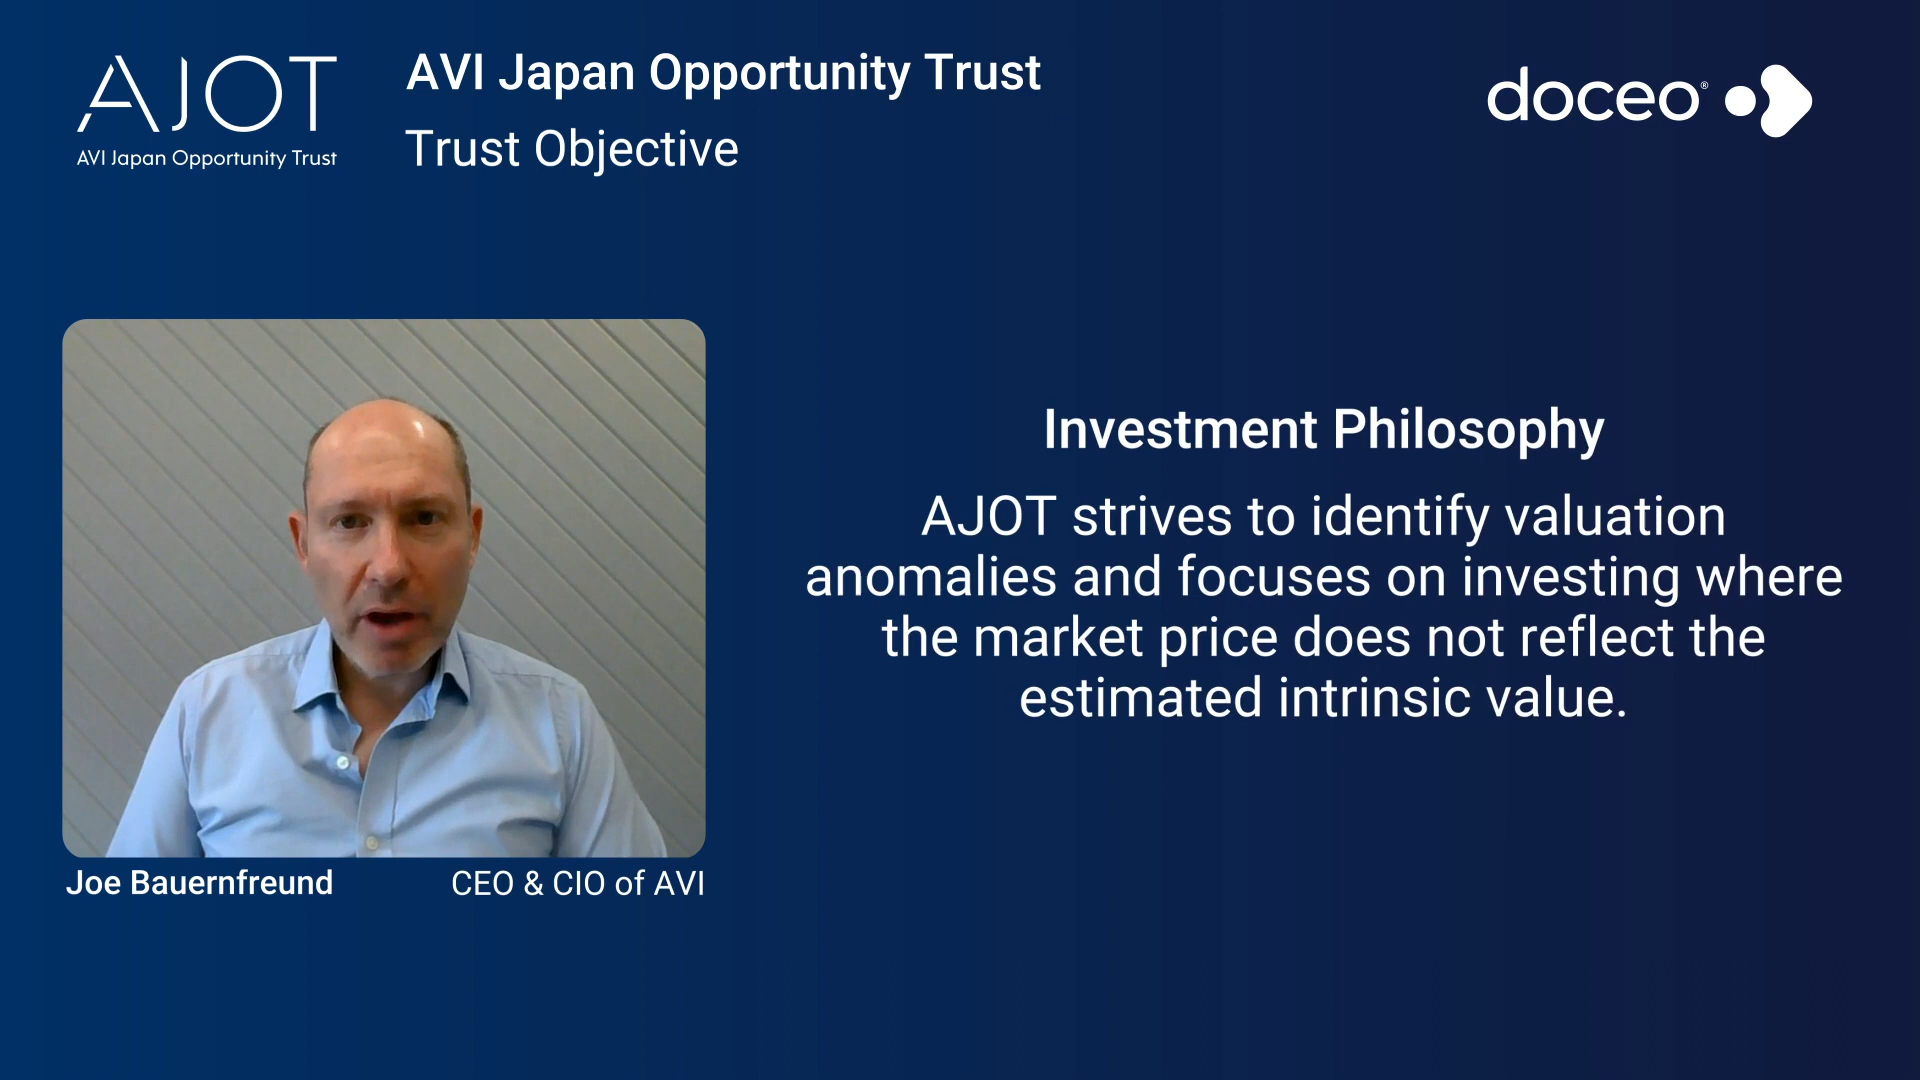 AJOT
AVI Japan Opportunity Trust
AVI Japan Opportunity Trust
Trust Objective
doceo®
Investment Philosophy
AJOT strives to identify valuation
anomalies and focuses on investing where
the market price does not reflect the
estimated intrinsic value.
Joe Bauernfreund
CEO & CIO of AVI